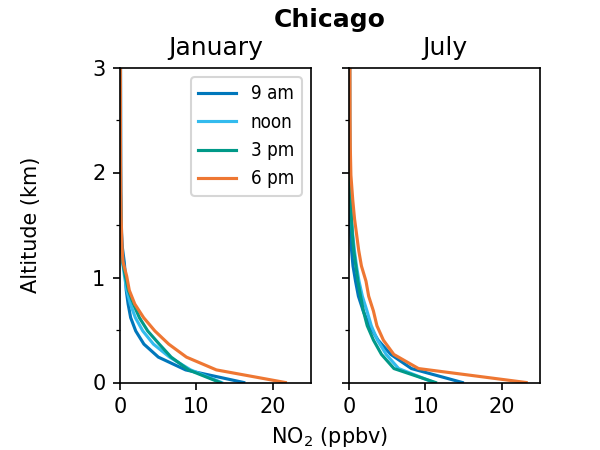 Chicago
January
July
3
2
1
0
Altitude (km)
9 am
noon
3 pm
6 pm
0 10 20
0 10 20
NO₂ (ppbv)